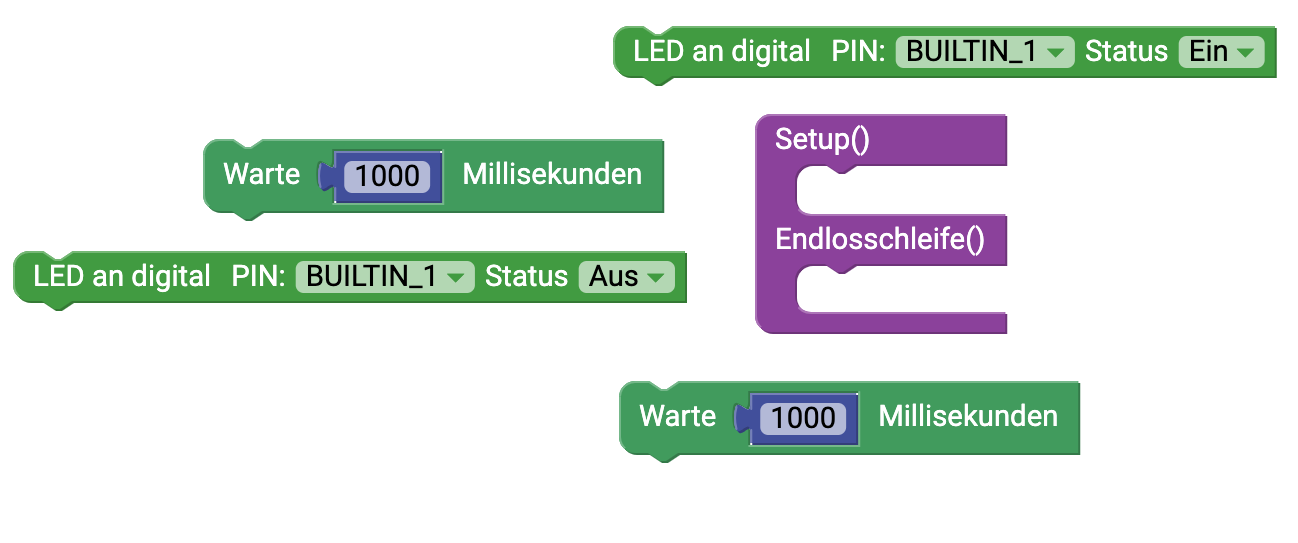 LED an digital PIN: BUILTIN_1 Status Ein
Setup()
Warte 1000 Millisekunden
Endlosschleife()
LED an digital PIN: BUILTIN_1 Status Aus
Warte 1000 Millisekunden